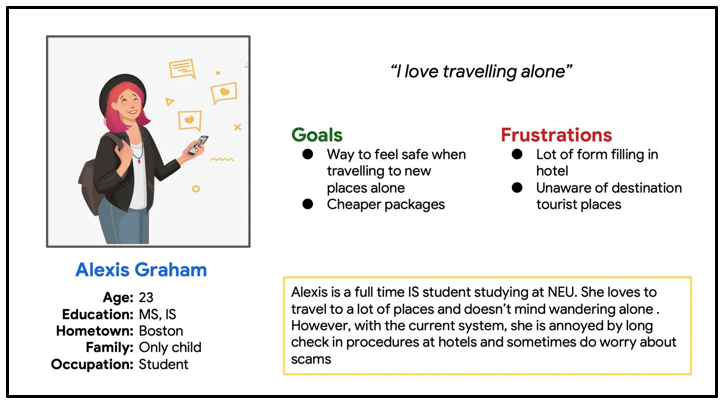 “I love travelling alone”
Goals
● Way to feel safe when
travelling to new
places alone
● Cheaper packages
Frustrations
● Lot of form filling in
hotel
● Unaware of destination
tourist places
Alexis Graham
Age: 23
Education: MS, IS
Hometown: Boston
Family: Only child
Occupation: Student
Alexis is a full time IS student studying at NEU. She loves to
travel to a lot of places and doesn’t mind wandering alone .
However, with the current system, she is annoyed by long
check in procedures at hotels and sometimes do worry about
scams